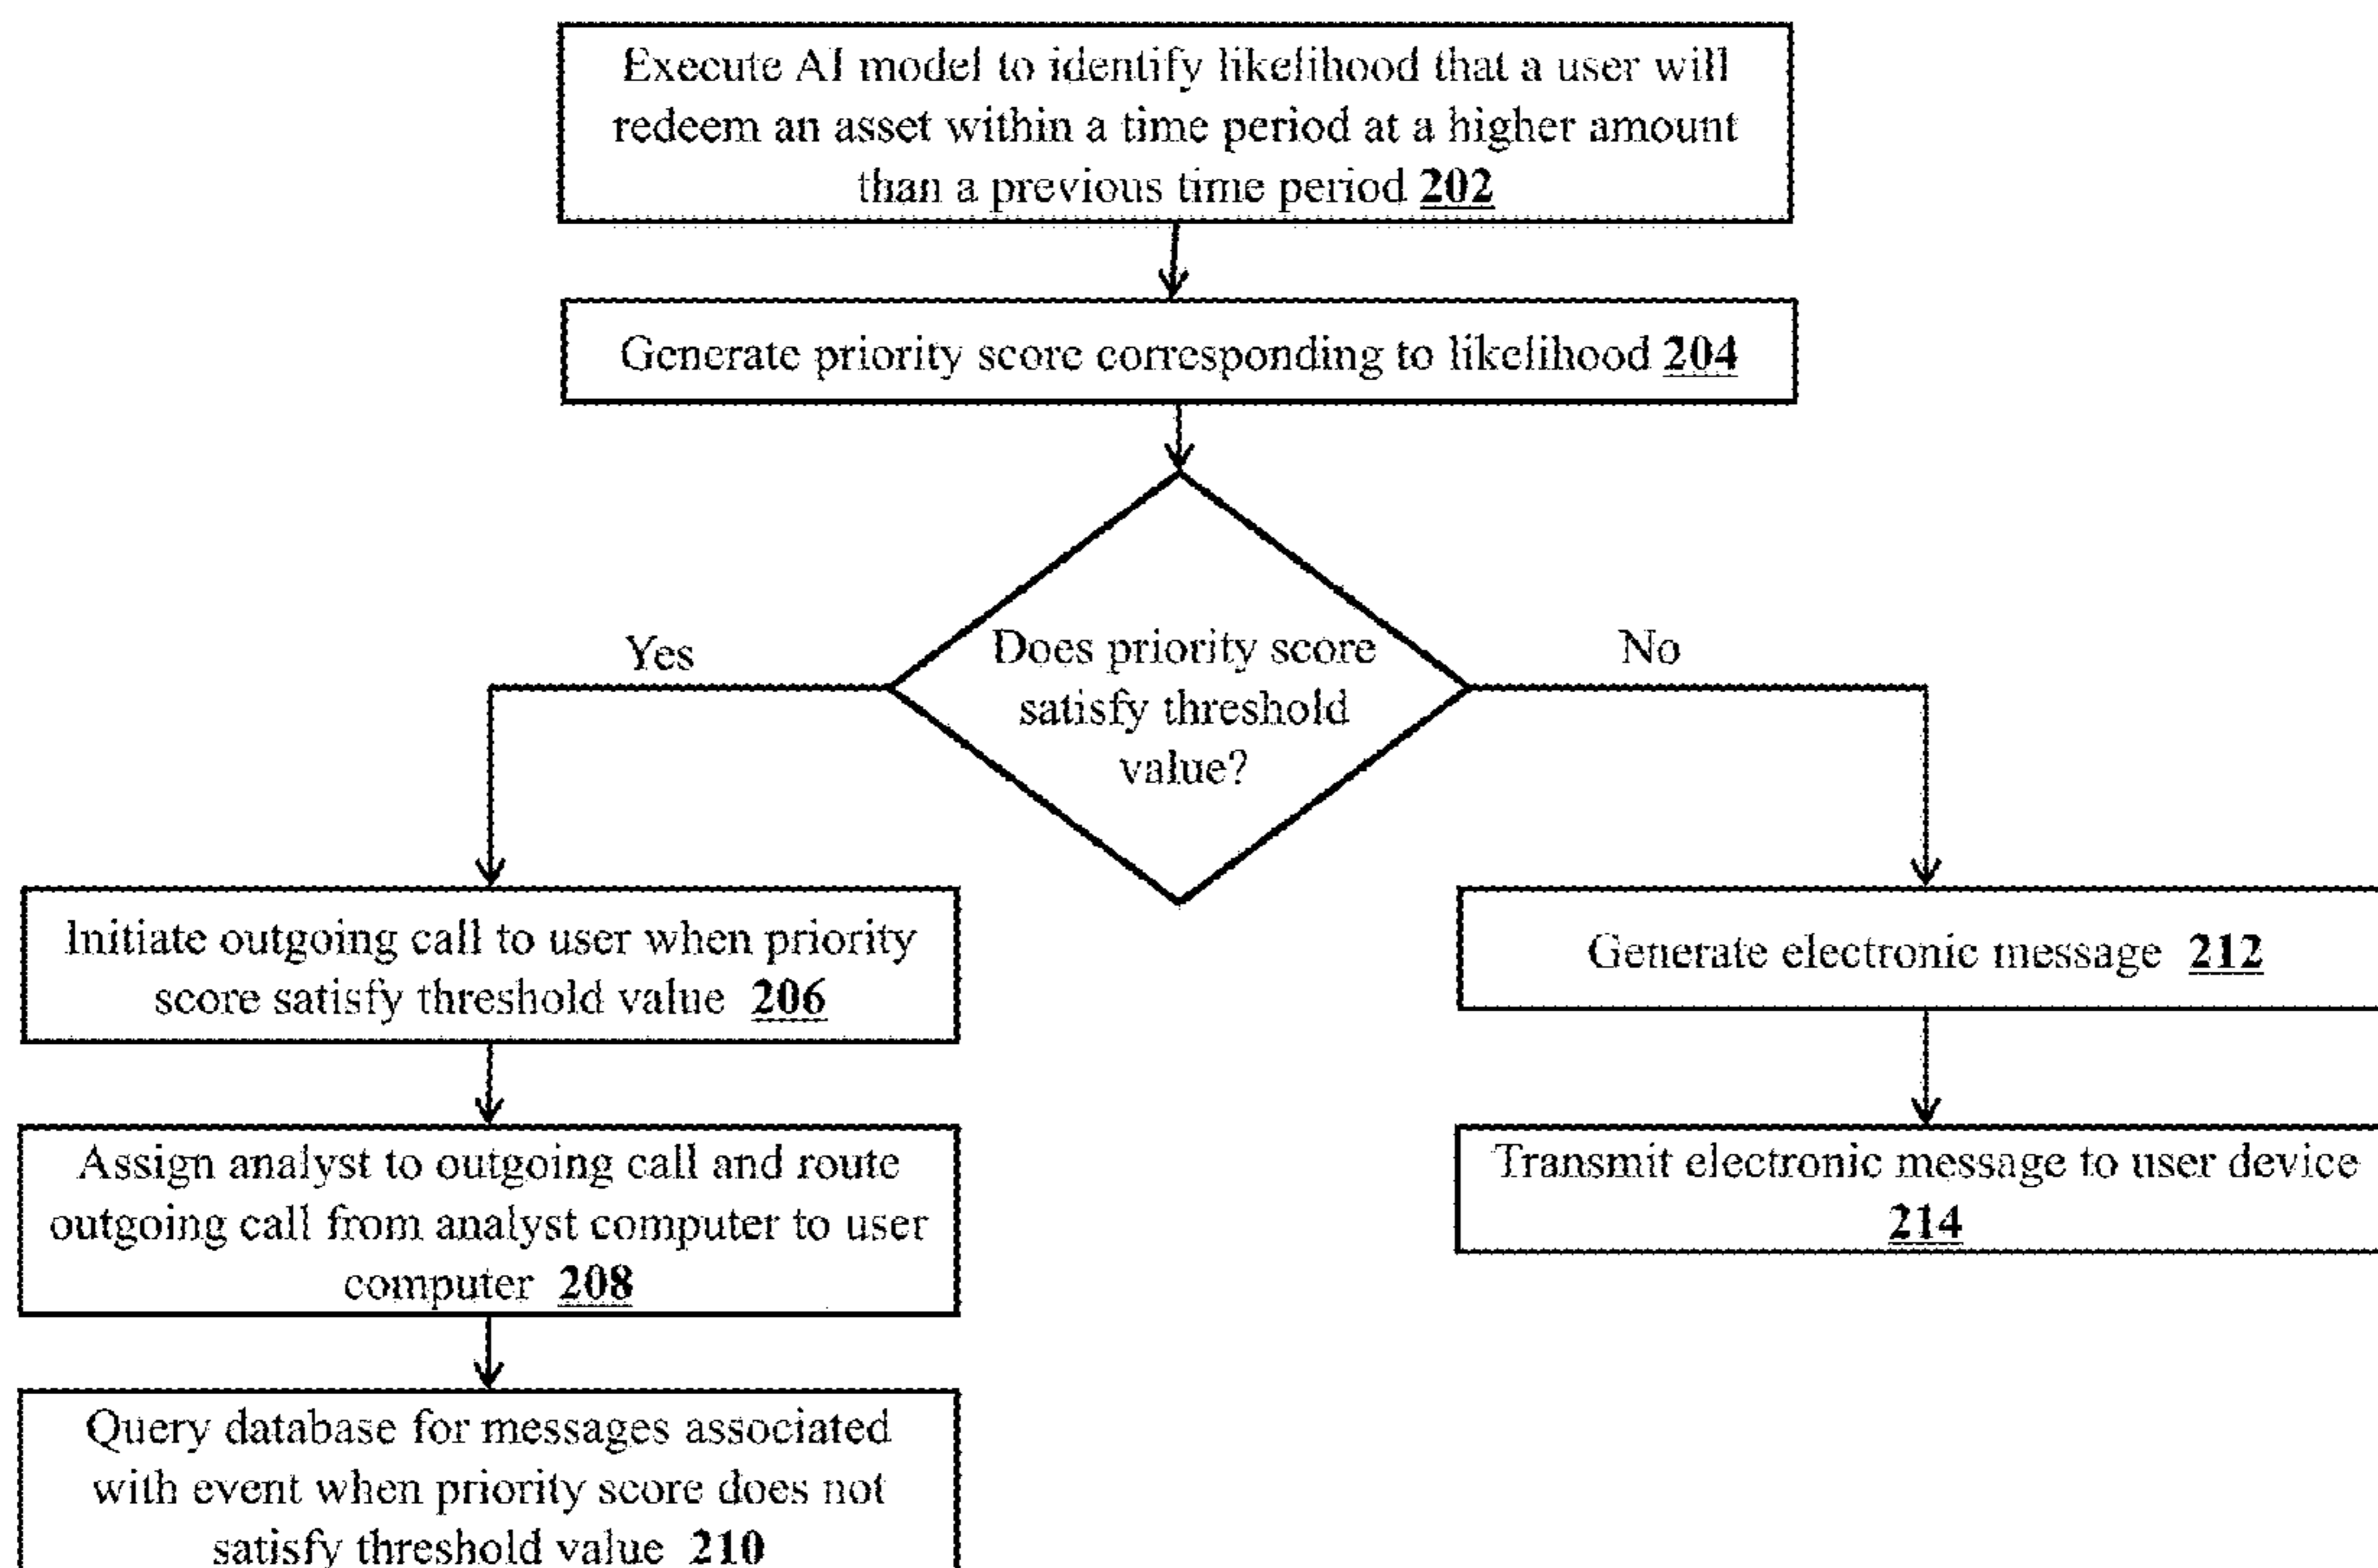 Execute AI model to identify likelihood that a user will
redeem an asset within a time period at a higher amount
than a previous time period 202
Generate priority score corresponding to likelihood 204
Does priority score
satisfy threshold
value?
Yes
No
Initiate outgoing call to user when priority
score satisfy threshold value 206
Assign analyst to outgoing call and route
outgoing call from analyst computer to user
computer 208
Query database for messages associated
with event when priority score does not
satisfy threshold value 210
Generate electronic message 212
Transmit electronic message to user device
214